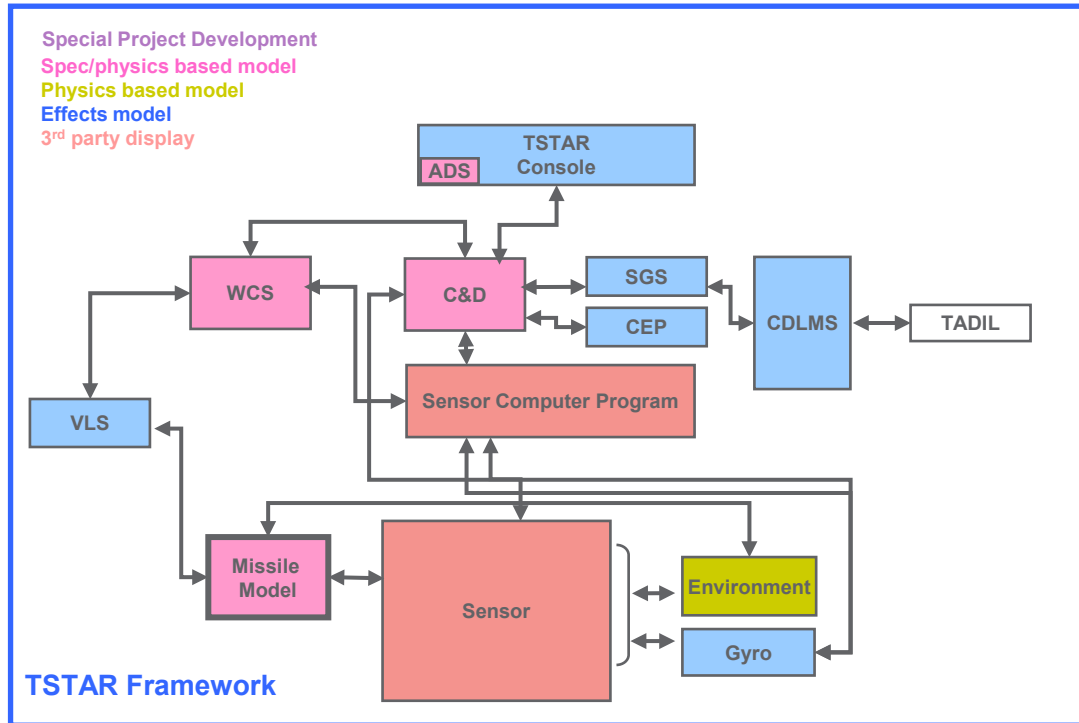 Special Project Development
Spec/physics based model
Physics based model
Effects model
3rd party display
TSTAR
Console
ADS
WCS
C&D
SGS
CEP
CDLMS
TADIL
Sensor Computer Program
VLS
Missile
Model
Sensor
Environment
Gyro
TSTAR Framework